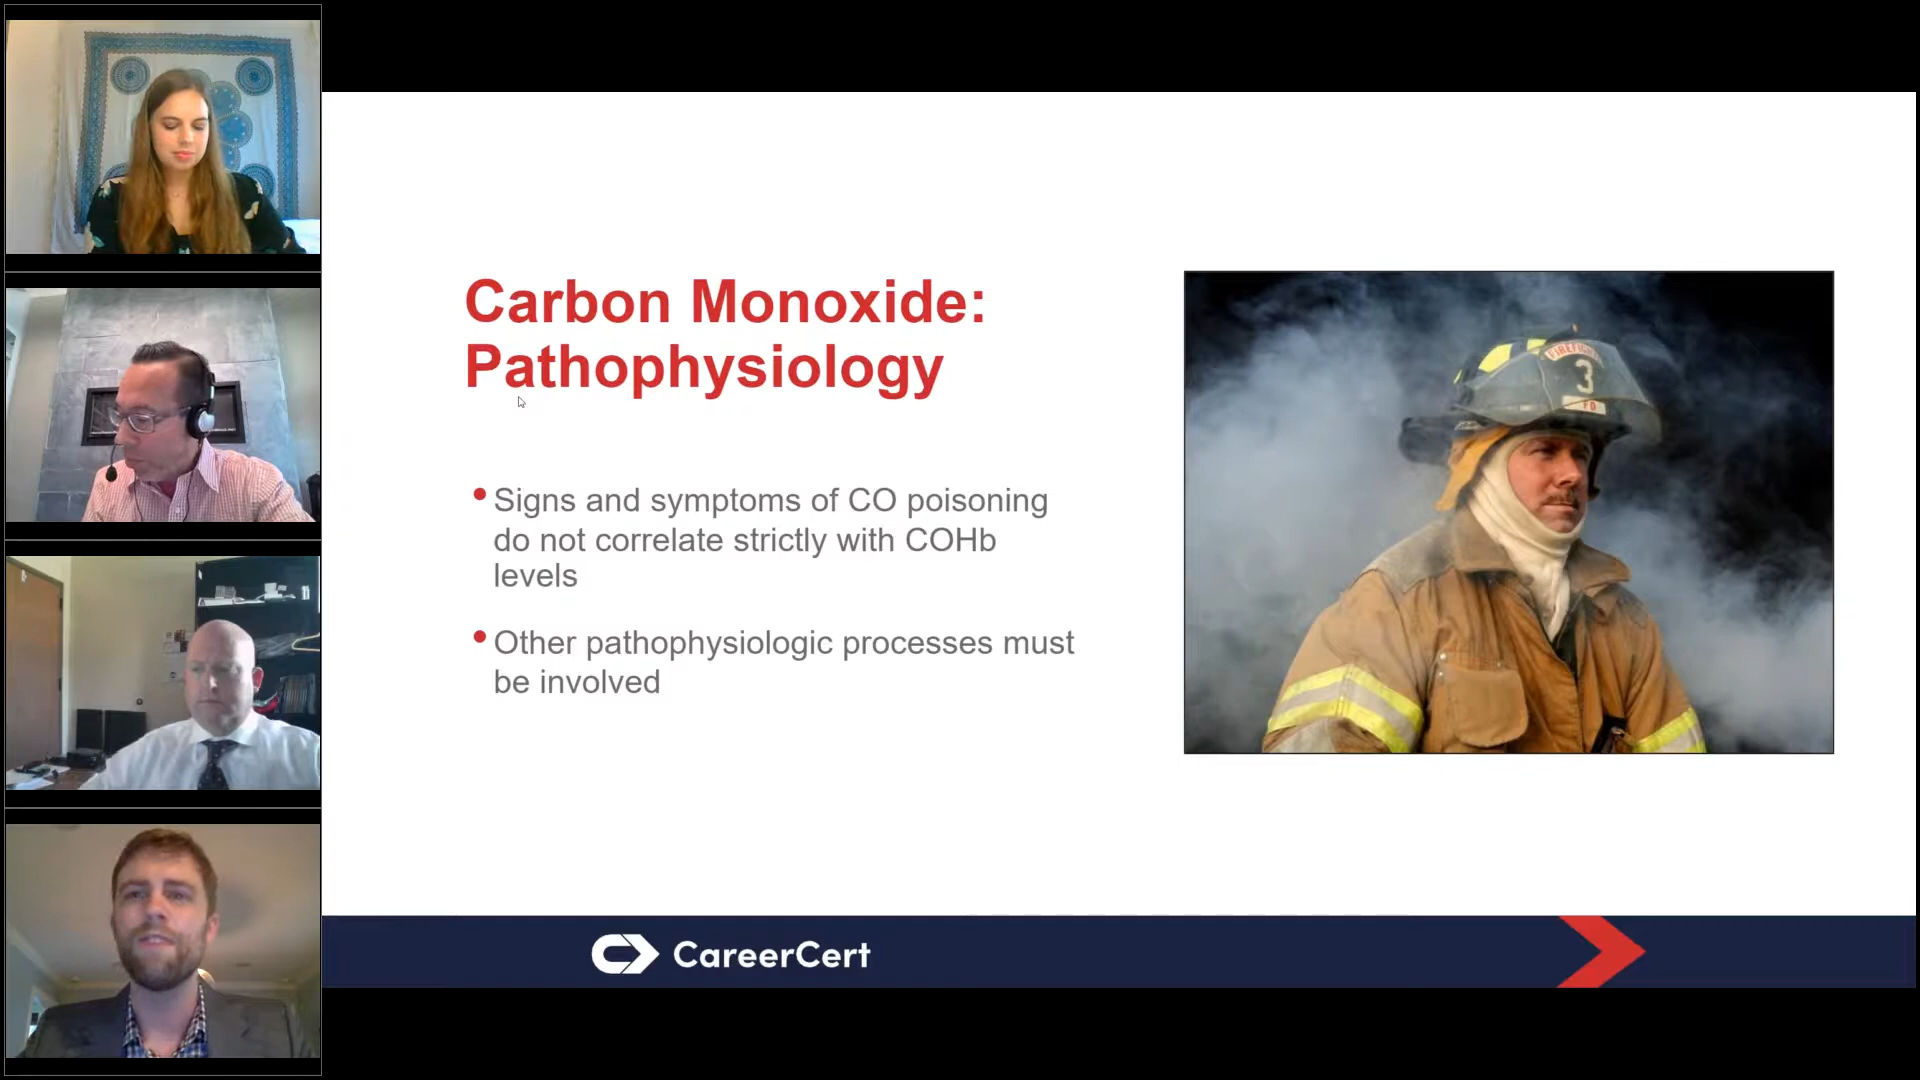 Carbon Monoxide:
Pathophysiology
• Signs and symptoms of CO poisoning
do not correlate strictly with COHb
levels
• Other pathophysiologic processes must
be involved
3
FD
CareerCert